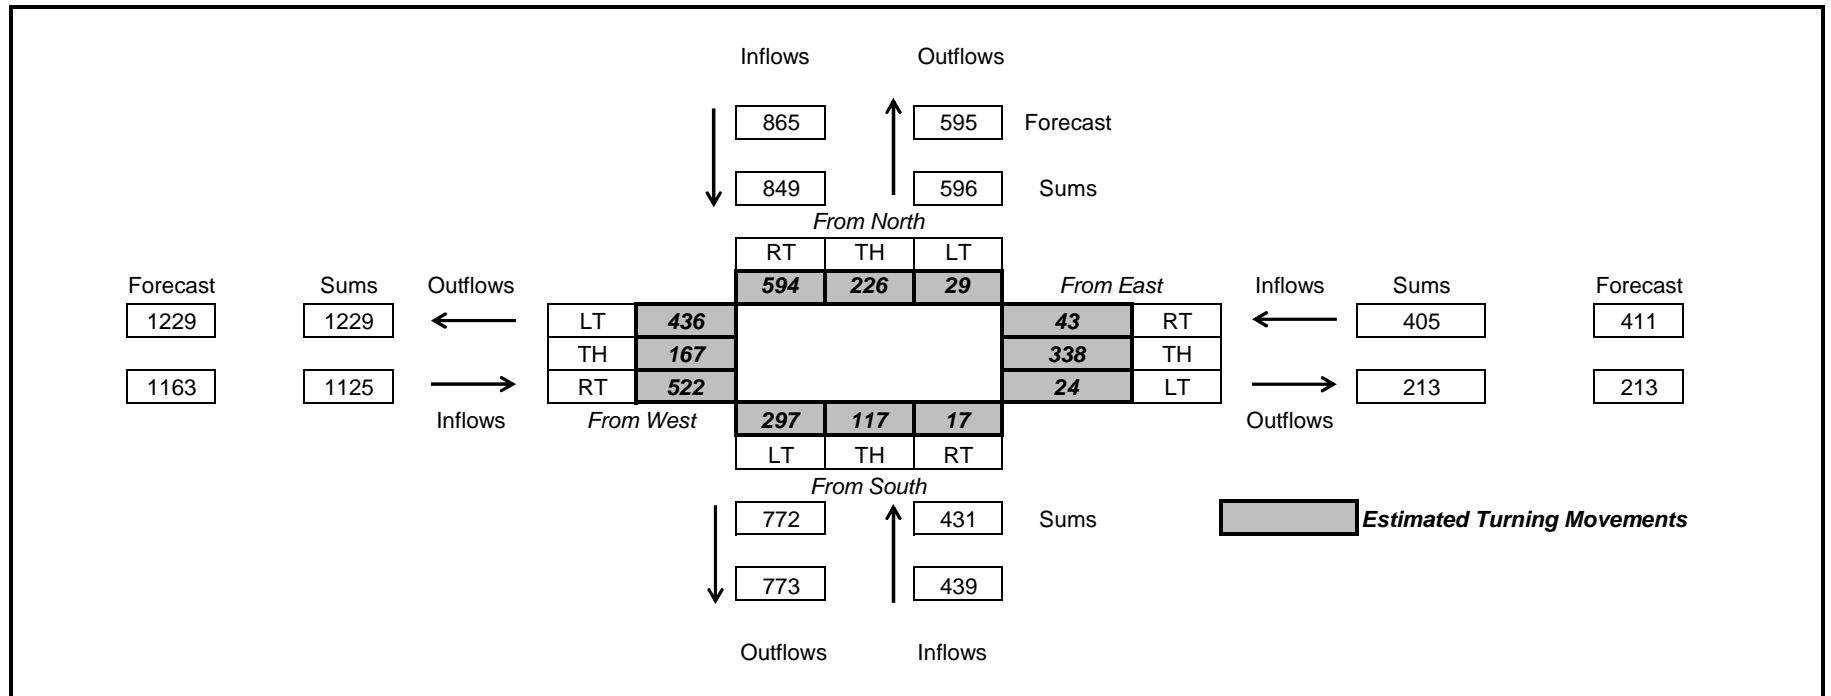 Inflows Outflows
865 595 Forecast
849 596 Sums
From North
RT TH LT
Forecast Sums Outflows 594 226 29 From East Inflows Sums Forecast
1229 1229 LT 436 43 RT 405 411
TH 167 338 TH
1163 1125 RT 522 24 LT 213 213
Inflows From West 297 117 17 Outflows
LT TH RT
From South
772 431 Sums Estimated Turning Movements
773 439
Outflows Inflows